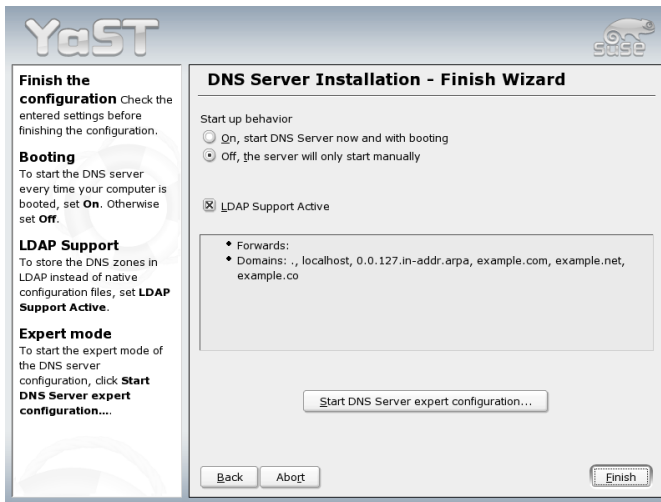 YaST
suse
Finish the
configuration Check the
entered settings before
finishing the configuration.
Booting
To start the DNS server
every time your computer is
booted, set On. Otherwise
set Off.
LDAP Support
To store the DNS zones in
LDAP instead of native
configuration files, set LDAP
Support Active.
Expert mode
To start the expert mode of
the DNS server
configuration, click Start
DNS Server expert
configuration....
DNS Server Installation - Finish Wizard
Start up behavior
On, start DNS Server now and with booting
Off, the server will only start manually
LDAP Support Active
Forwards:
Domains: ., localhost, 0.0.127.in-addr.arpa, example.com, example.net,
example.co
Start DNS Server expert configuration...
Back Abort Finish